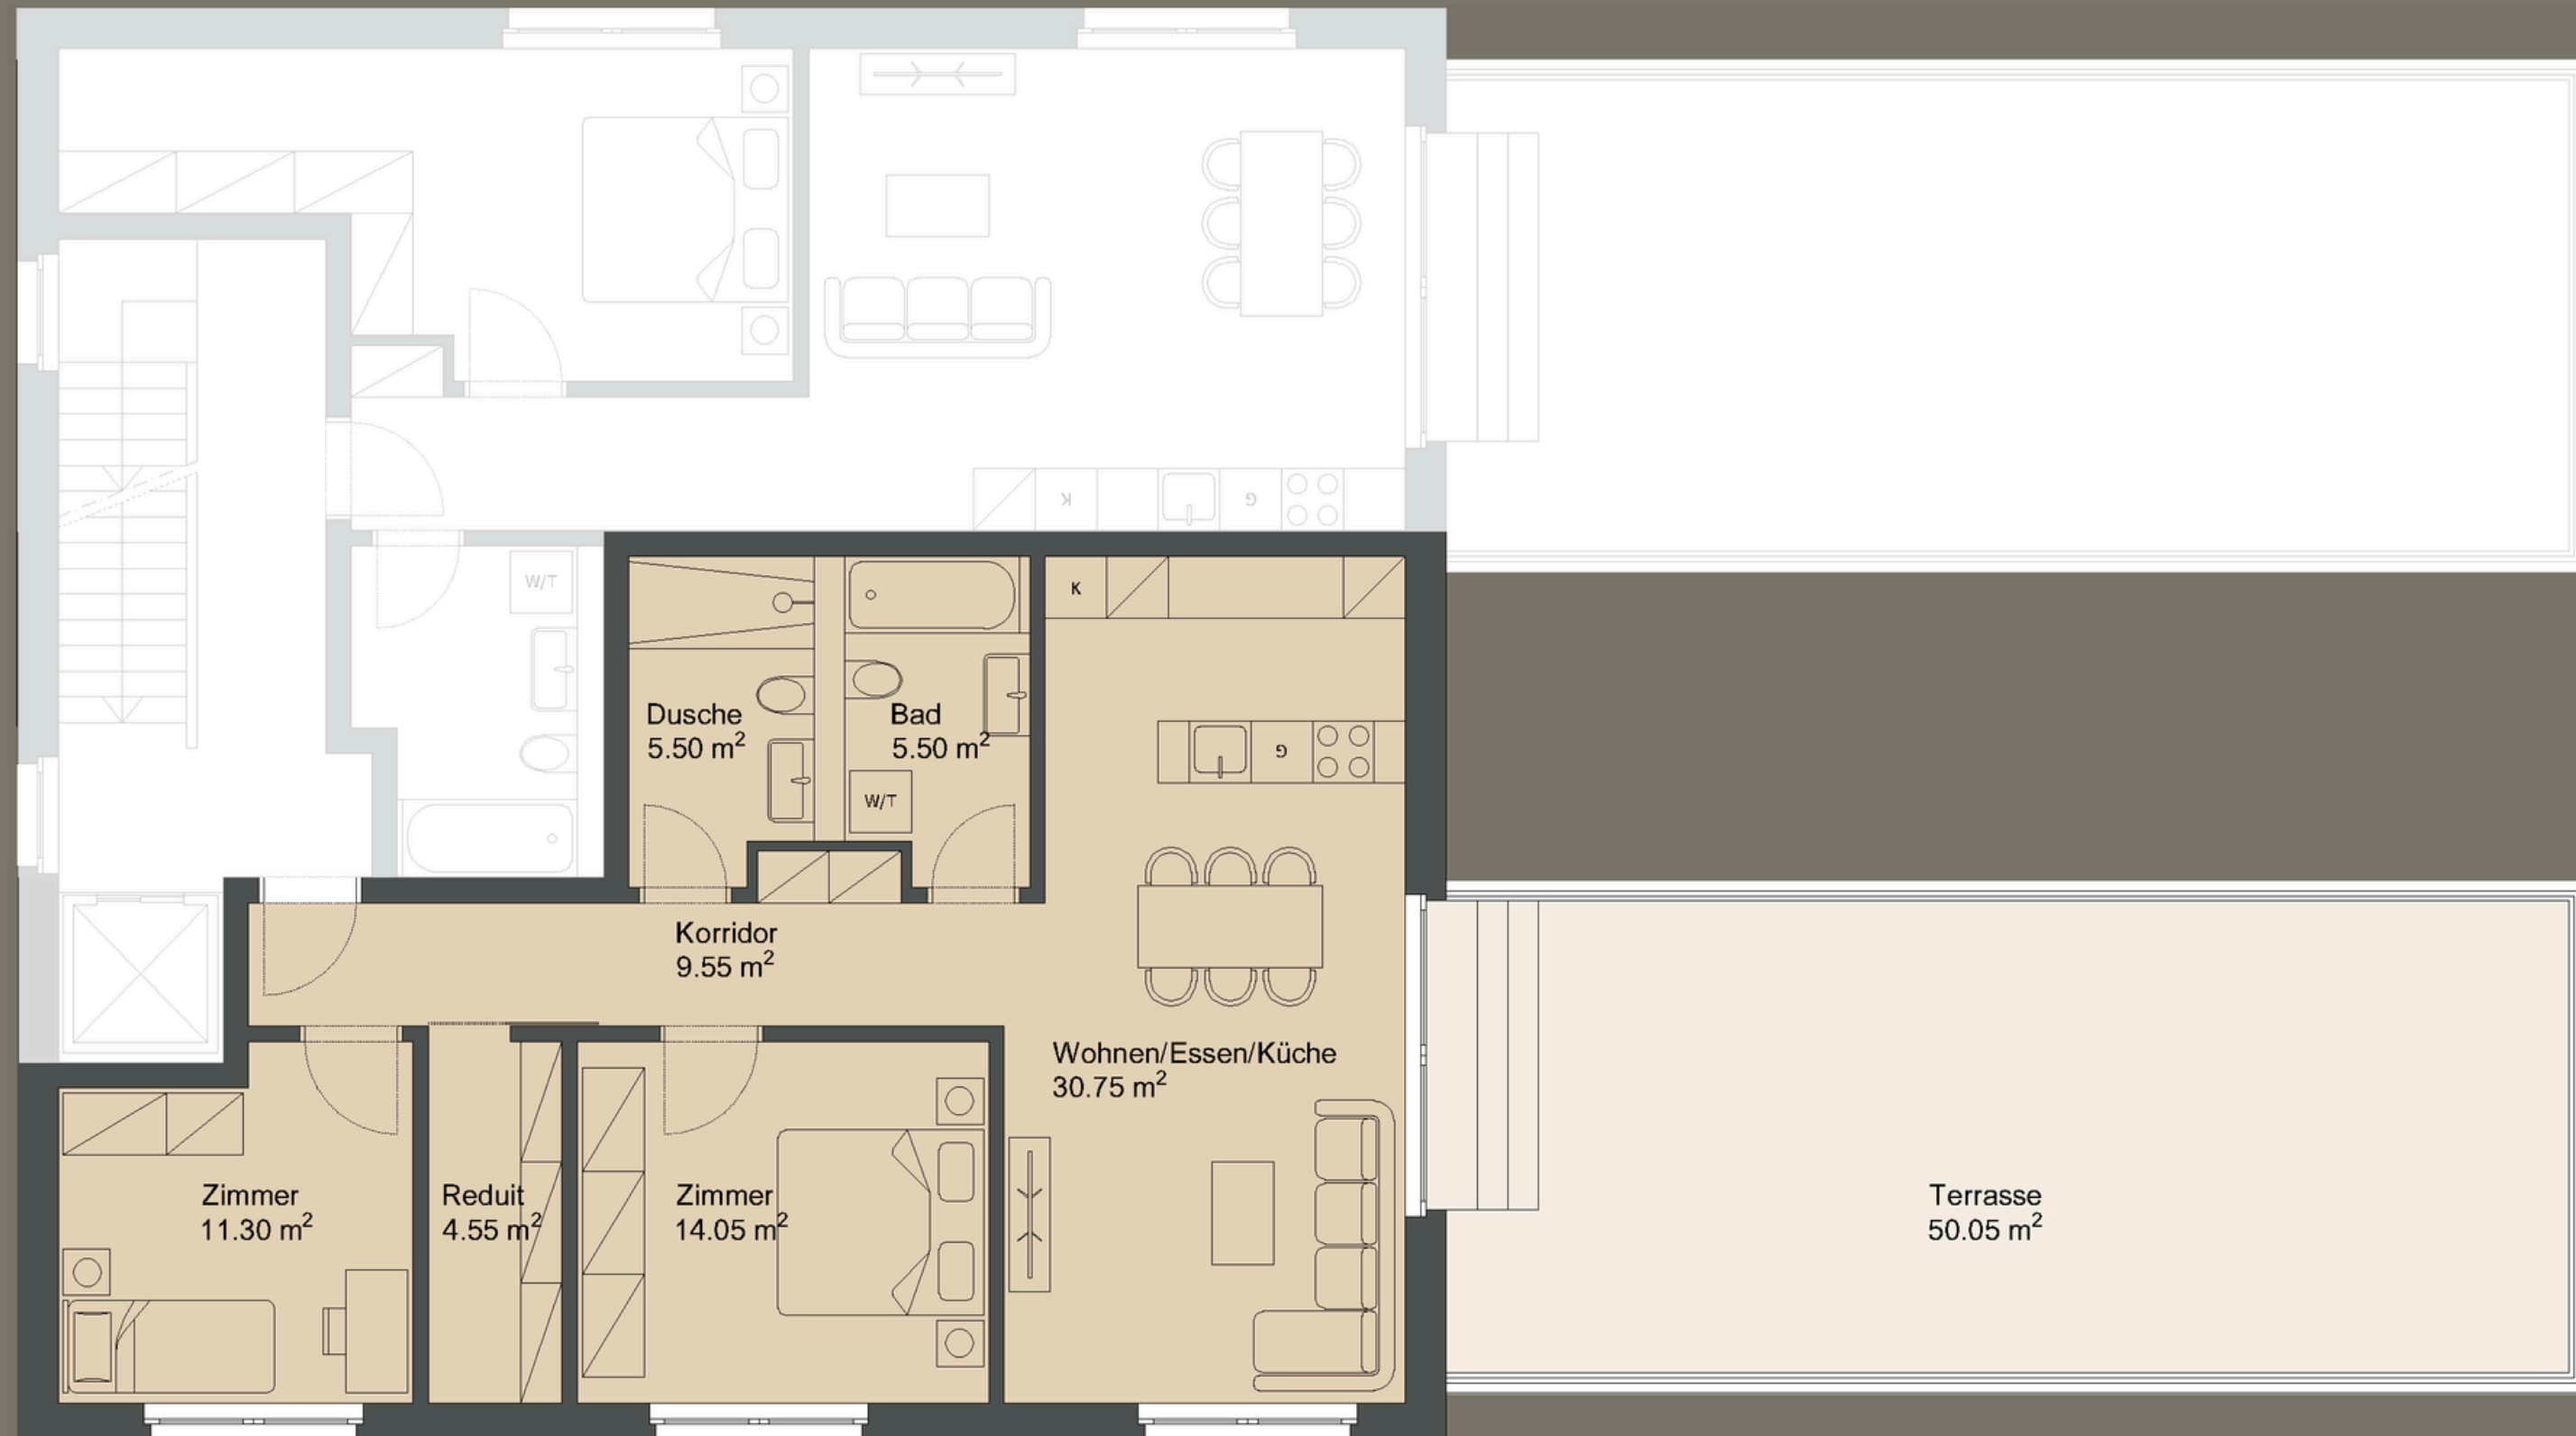 K
G
W/T
K
Dusche
5.50 m²
Bad
5.50 m²
G
W/T
Korridor
9.55 m²
Wohnen/Essen/Küche
30.75 m²
Zimmer
11.30 m²
Reduit
4.55 m²
Zimmer
14.05 m²
Terrasse
50.05 m²